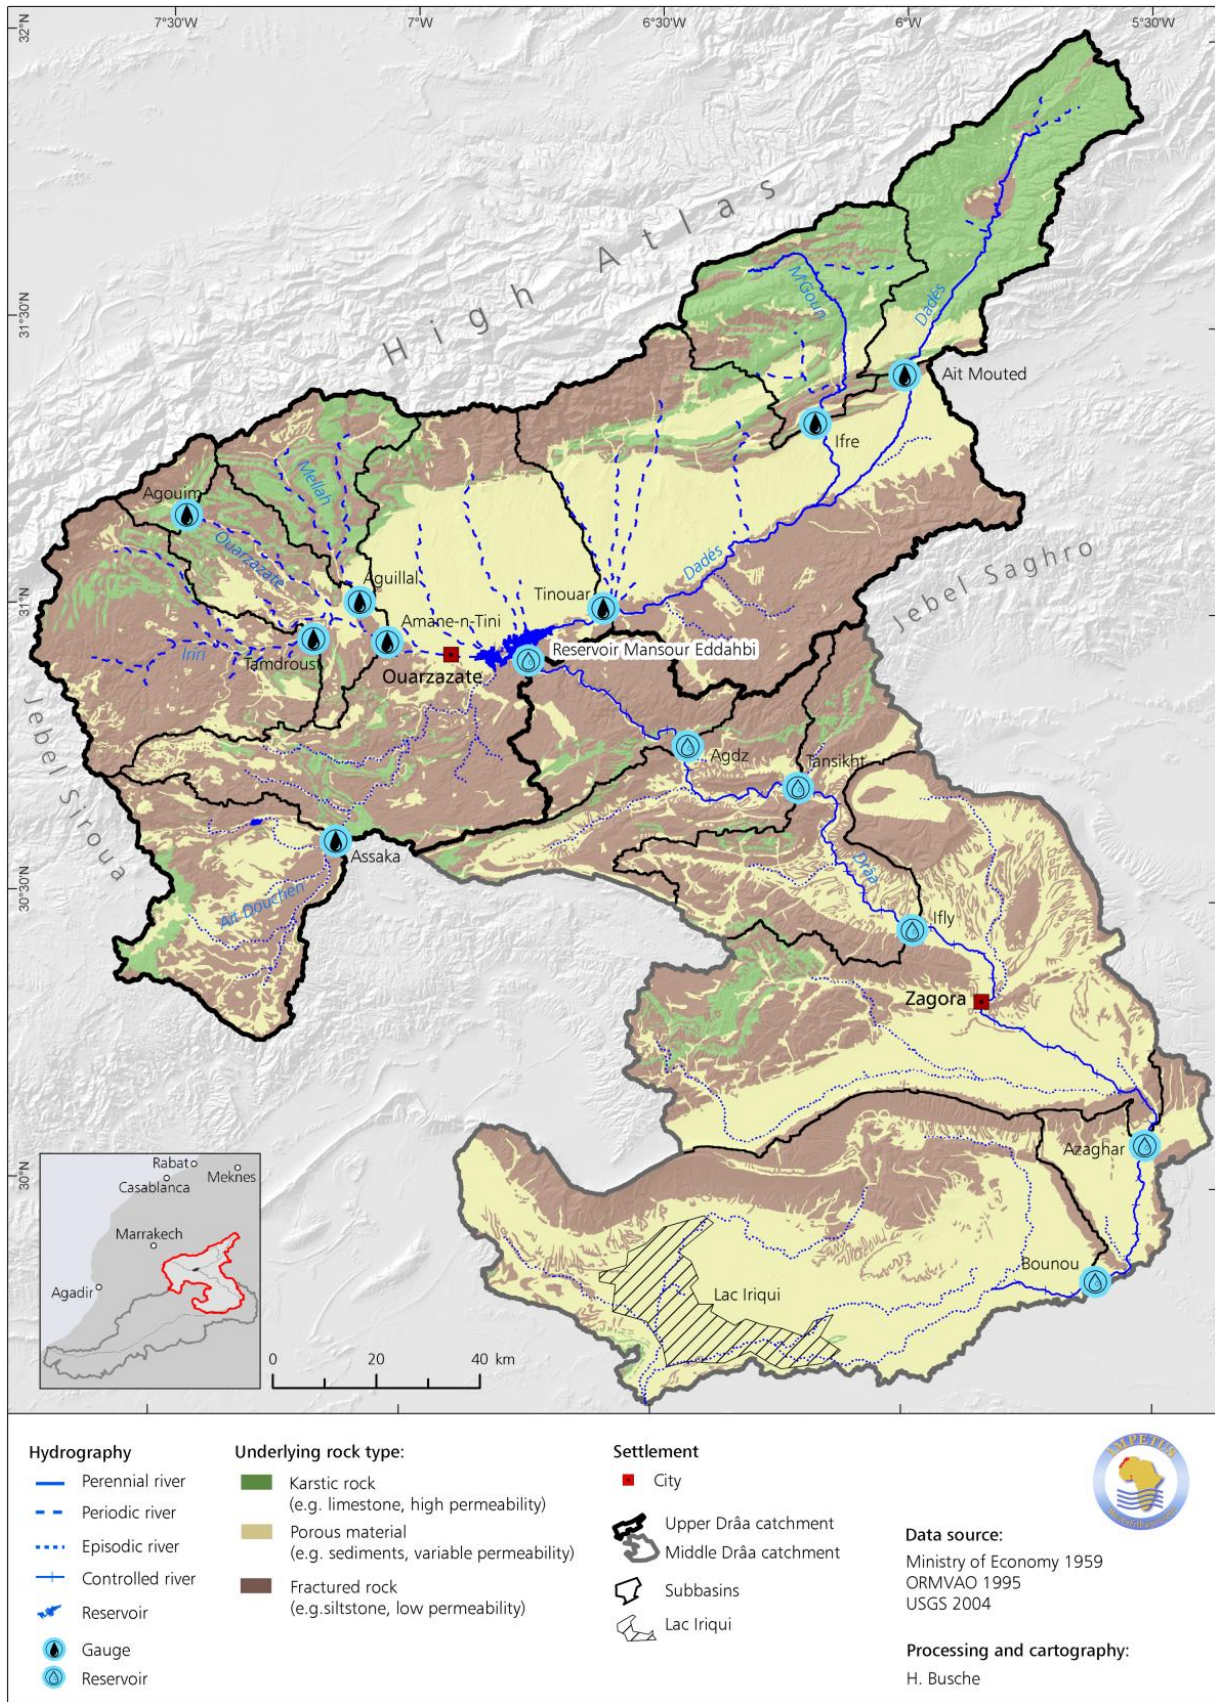 7°30'W
7°W
6°30'W
6°W
5°30'W
32°N
31°30'N
31°N
30°30'N
30°N
High Atlas
M'Goun
Dadés
Ait Mouted
Ifre
Agouim
Mellah
Ouarzazate
Aguillal
Tinouar
Dadés
Jebel Saghro
Amane-n-Tini
Iriri
Tamdroust
Ouarzazate
Reservoir Mansour Eddahbi
Jebel Siroua
Agdz
Tansikht
Assaka
Ait Douchen
Drâa
Ifly
Zagora
Azaghar
Bounou
Lac Iriqui
Rabat
Meknes
Casablanca
Marrakech
Agadir
0 20 40 km
Hydrography
Perennial river
Periodic river
Episodic river
Controlled river
Reservoir
Gauge
Reservoir
Underlying rock type:
Karstic rock
(e.g. limestone, high permeability)
Porous material
(e.g. sediments, variable permeability)
Fractured rock
(e.g.siltstone, low permeability)
Settlement
City
Upper Drâa catchment
Middle Drâa catchment
Subbasins
Lac Iriqui
IMPETUS
Data source:
Ministry of Economy 1959
ORMVAO 1995
USGS 2004
Processing and cartography:
H. Busche